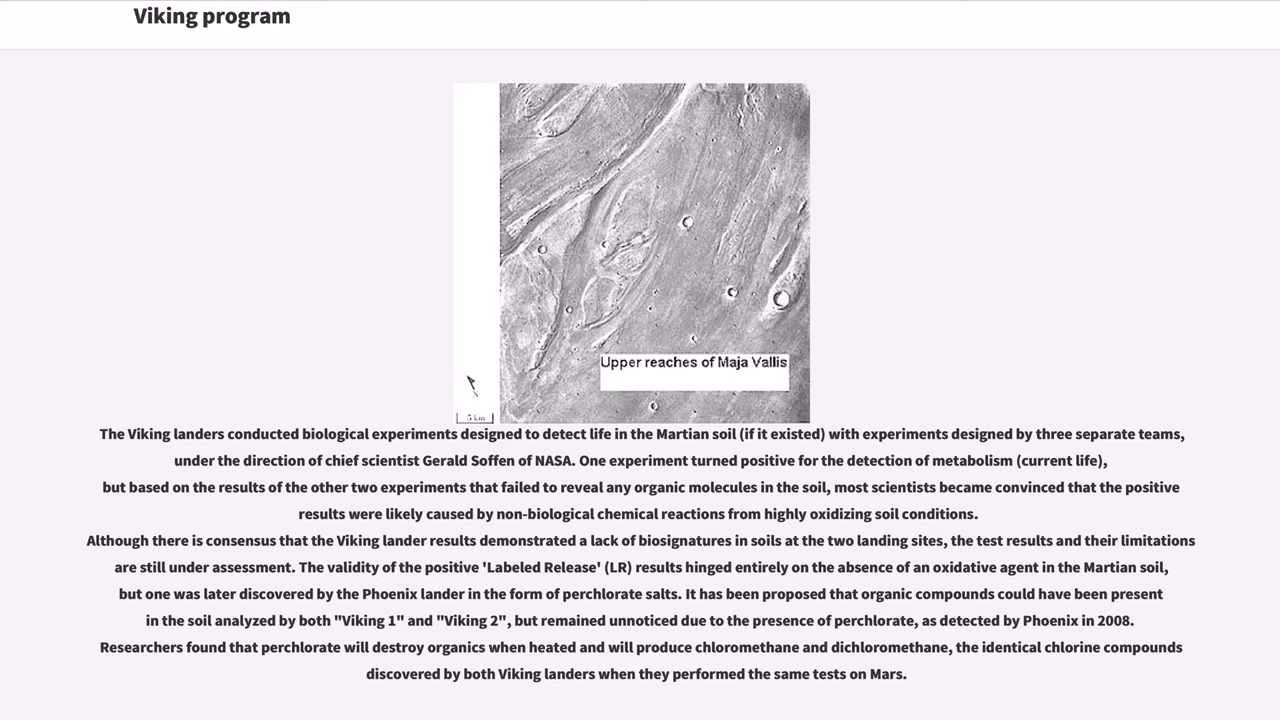 Viking program
Upper reaches of Maja Vallis
5 km
The Viking landers conducted biological experiments designed to detect life in the Martian soil (if it existed) with experiments designed by three separate teams,
under the direction of chief scientist Gerald Soffen of NASA. One experiment turned positive for the detection of metabolism (current life),
but based on the results of the other two experiments that failed to reveal any organic molecules in the soil, most scientists became convinced that the positive
results were likely caused by non-biological chemical reactions from highly oxidizing soil conditions.
Although there is consensus that the Viking lander results demonstrated a lack of biosignatures in soils at the two landing sites, the test results and their limitations
are still under assessment. The validity of the positive 'Labeled Release' (LR) results hinged entirely on the absence of an oxidative agent in the Martian soil,
but one was later discovered by the Phoenix lander in the form of perchlorate salts. It has been proposed that organic compounds could have been present
in the soil analyzed by both "Viking 1" and "Viking 2", but remained unnoticed due to the presence of perchlorate, as detected by Phoenix in 2008.
Researchers found that perchlorate will destroy organics when heated and will produce chloromethane and dichloromethane, the identical chlorine compounds
discovered by both Viking landers when they performed the same tests on Mars.